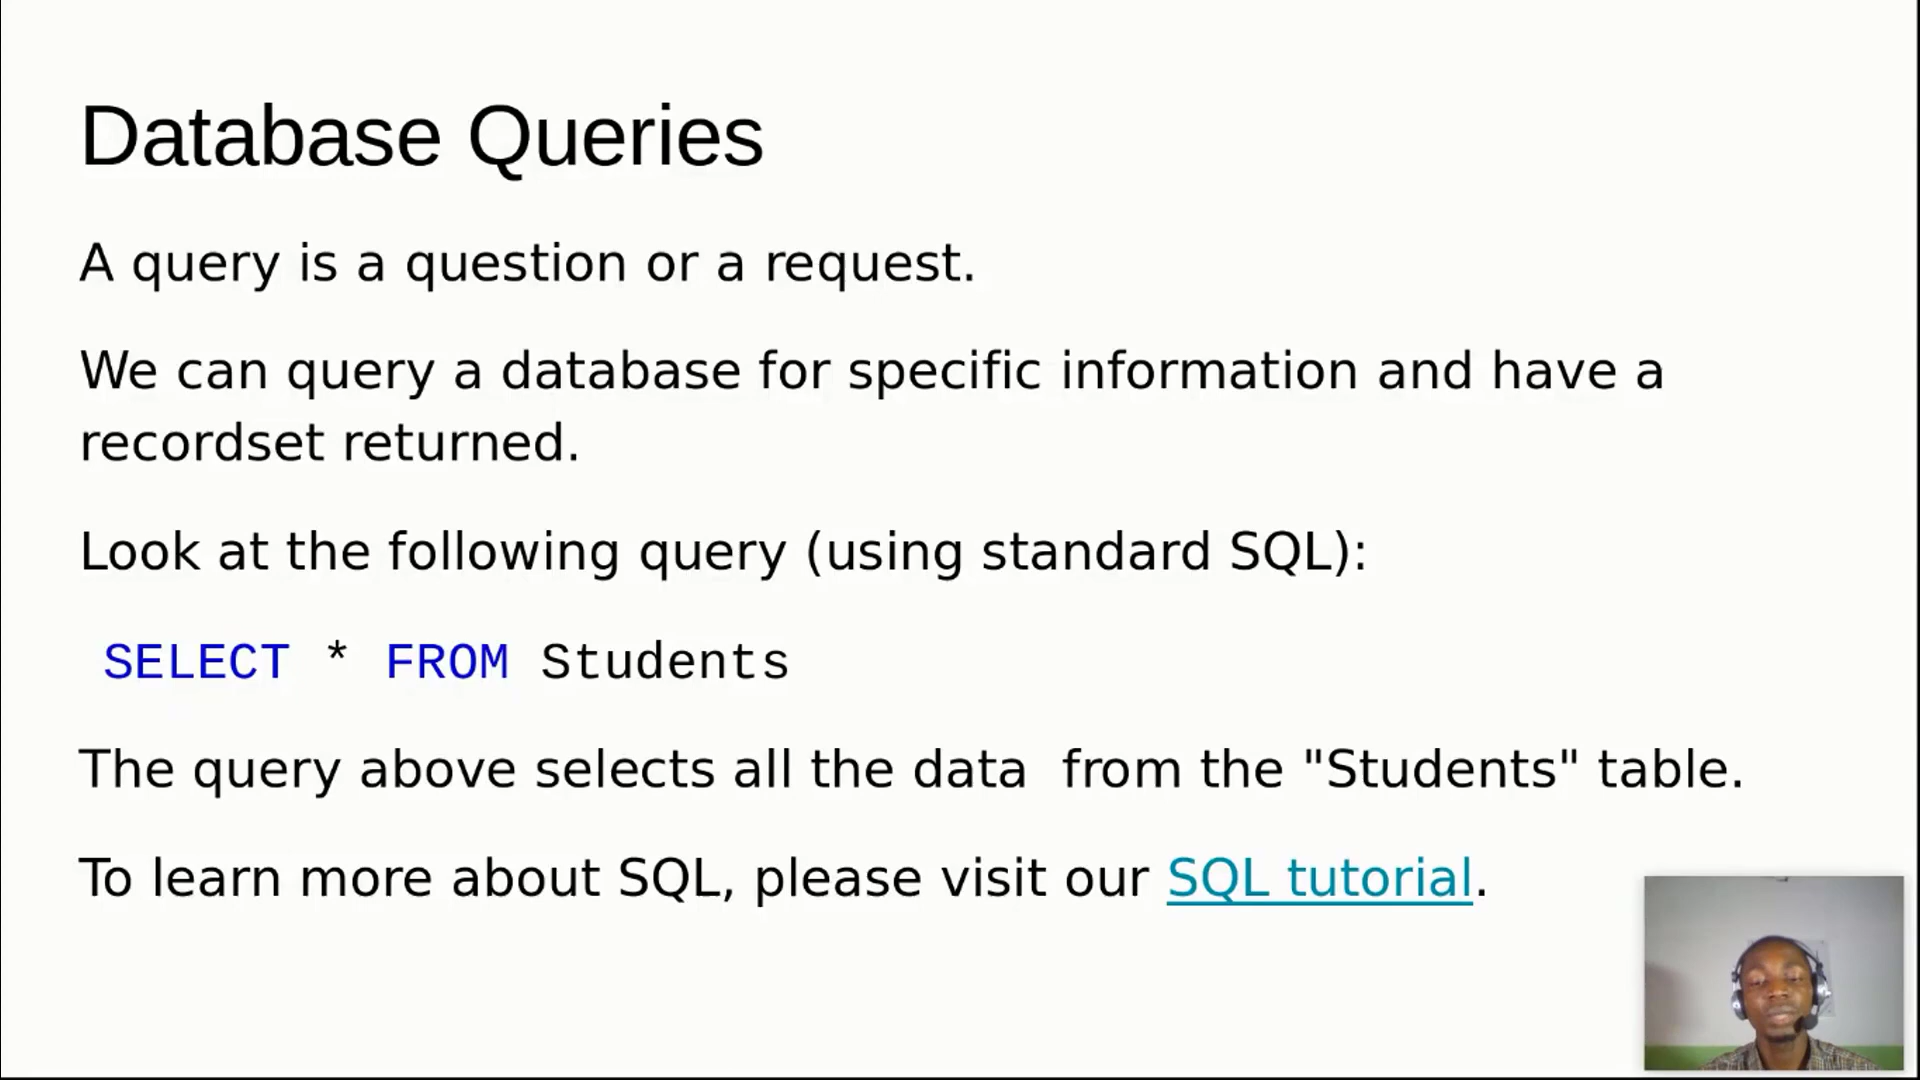 Database Queries
A query is a question or a request.
We can query a database for specific information and have a
recordset returned.
Look at the following query (using standard SQL):
SELECT * FROM Students
The query above selects all the data  from the "Students" table.
To learn more about SQL, please visit our SQL tutorial.